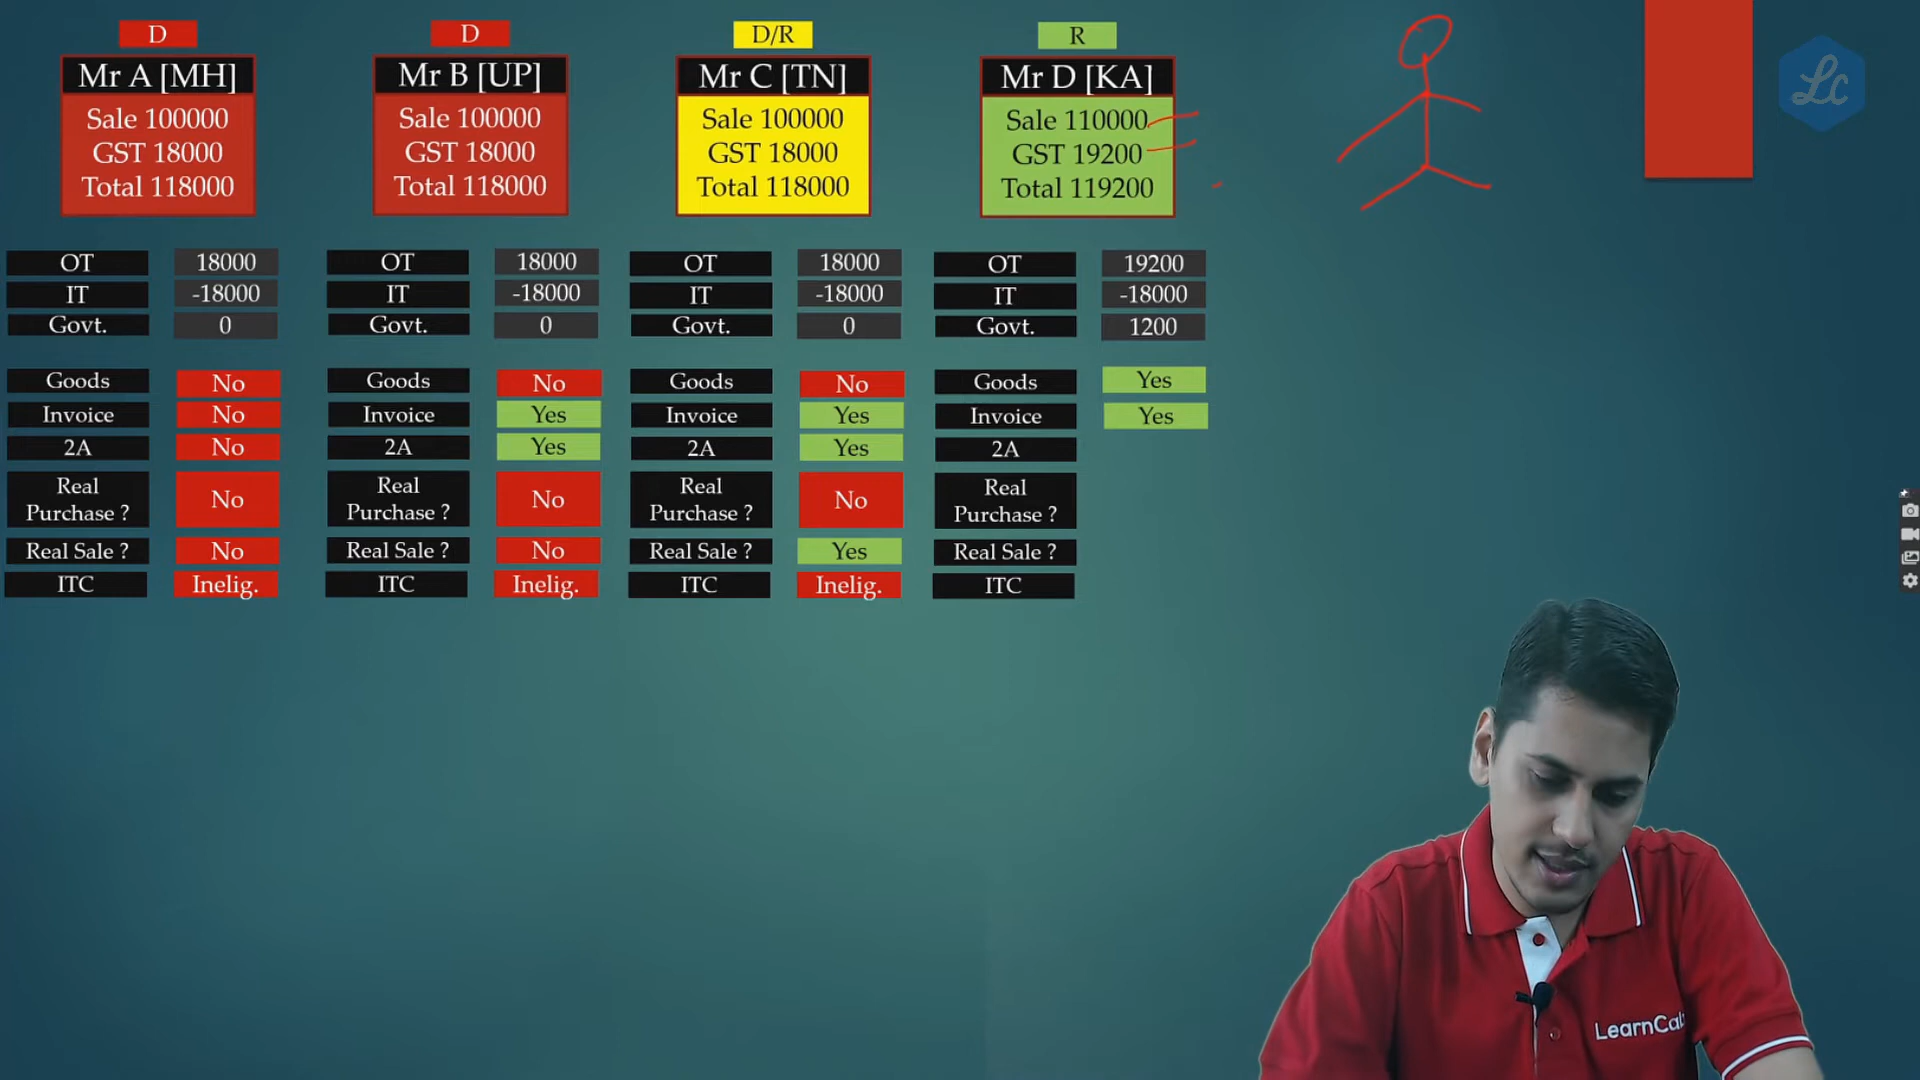 D
Mr A [MH]
Sale 100000
GST 18000
Total 118000
D
Mr B [UP]
Sale 100000
GST 18000
Total 118000
D/R
Mr C [TN]
Sale 100000
GST 18000
Total 118000
R
Mr D [KA]
Sale 110000
GST 19200
Total 119200
Lc
OT 18000
IT -18000
Govt. 0
Goods No
Invoice No
2A No
Real
Purchase ? No
Real Sale ? No
ITC Inelig.
OT 18000
IT -18000
Govt. 0
Goods No
Invoice Yes
2A Yes
Real
Purchase ? No
Real Sale ? No
ITC Inelig.
OT 18000
IT -18000
Govt. 0
Goods No
Invoice Yes
2A Yes
Real
Purchase ? No
Real Sale ? Yes
ITC Inelig.
OT 19200
IT -18000
Govt. 1200
Goods Yes
Invoice Yes
2A
Real
Purchase ?
Real Sale ?
ITC